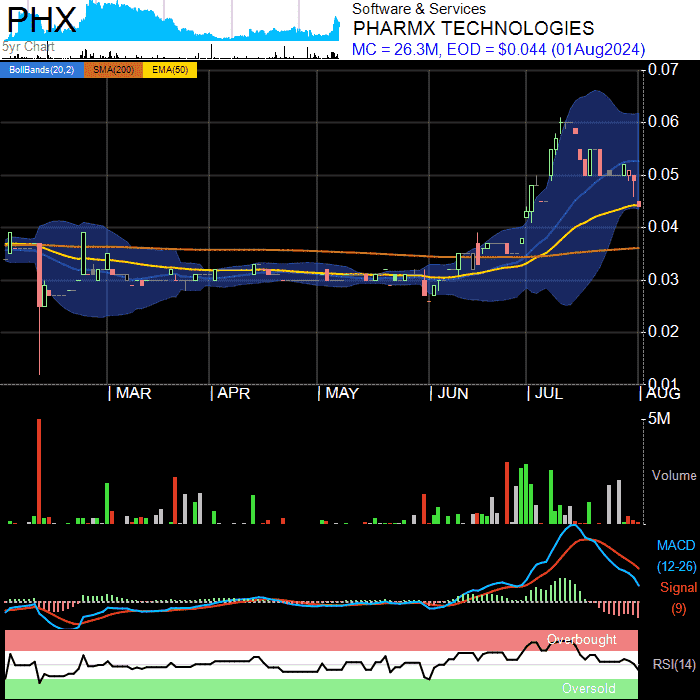 PHX
5yr Chart
Software & Services
PHARMX TECHNOLOGIES
MC = 26.3M, EOD = $0.044 (01Aug2024)
BollBands(20,2) SMA(200) EMA(50)
0.07
0.06
0.05
0.04
0.03
0.02
0.01
MAR APR MAY JUN JUL AUG
5M
Volume
MACD
(12-26)
Signal
(9)
Overbought
RSI(14)
Oversold